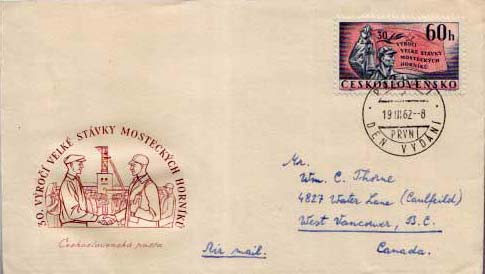 60h
30.
VÝROČÍ
VELKÉ STÁVKY
MOSTECKÝCH
HORNÍKŮ
ČESKOSLOVENSKO
19.III.62-8
PRVNÍ
DEN VYDÁNÍ
30. VÝROČÍ VELKÉ STÁVKY MOSTECKÝCH HORNÍKŮ
Československá pošta
Air mail.
Mr.
Wm. C. Thorne
4827 Water Lane (Caulfeild)
West Vancouver, B.C.
Canada.